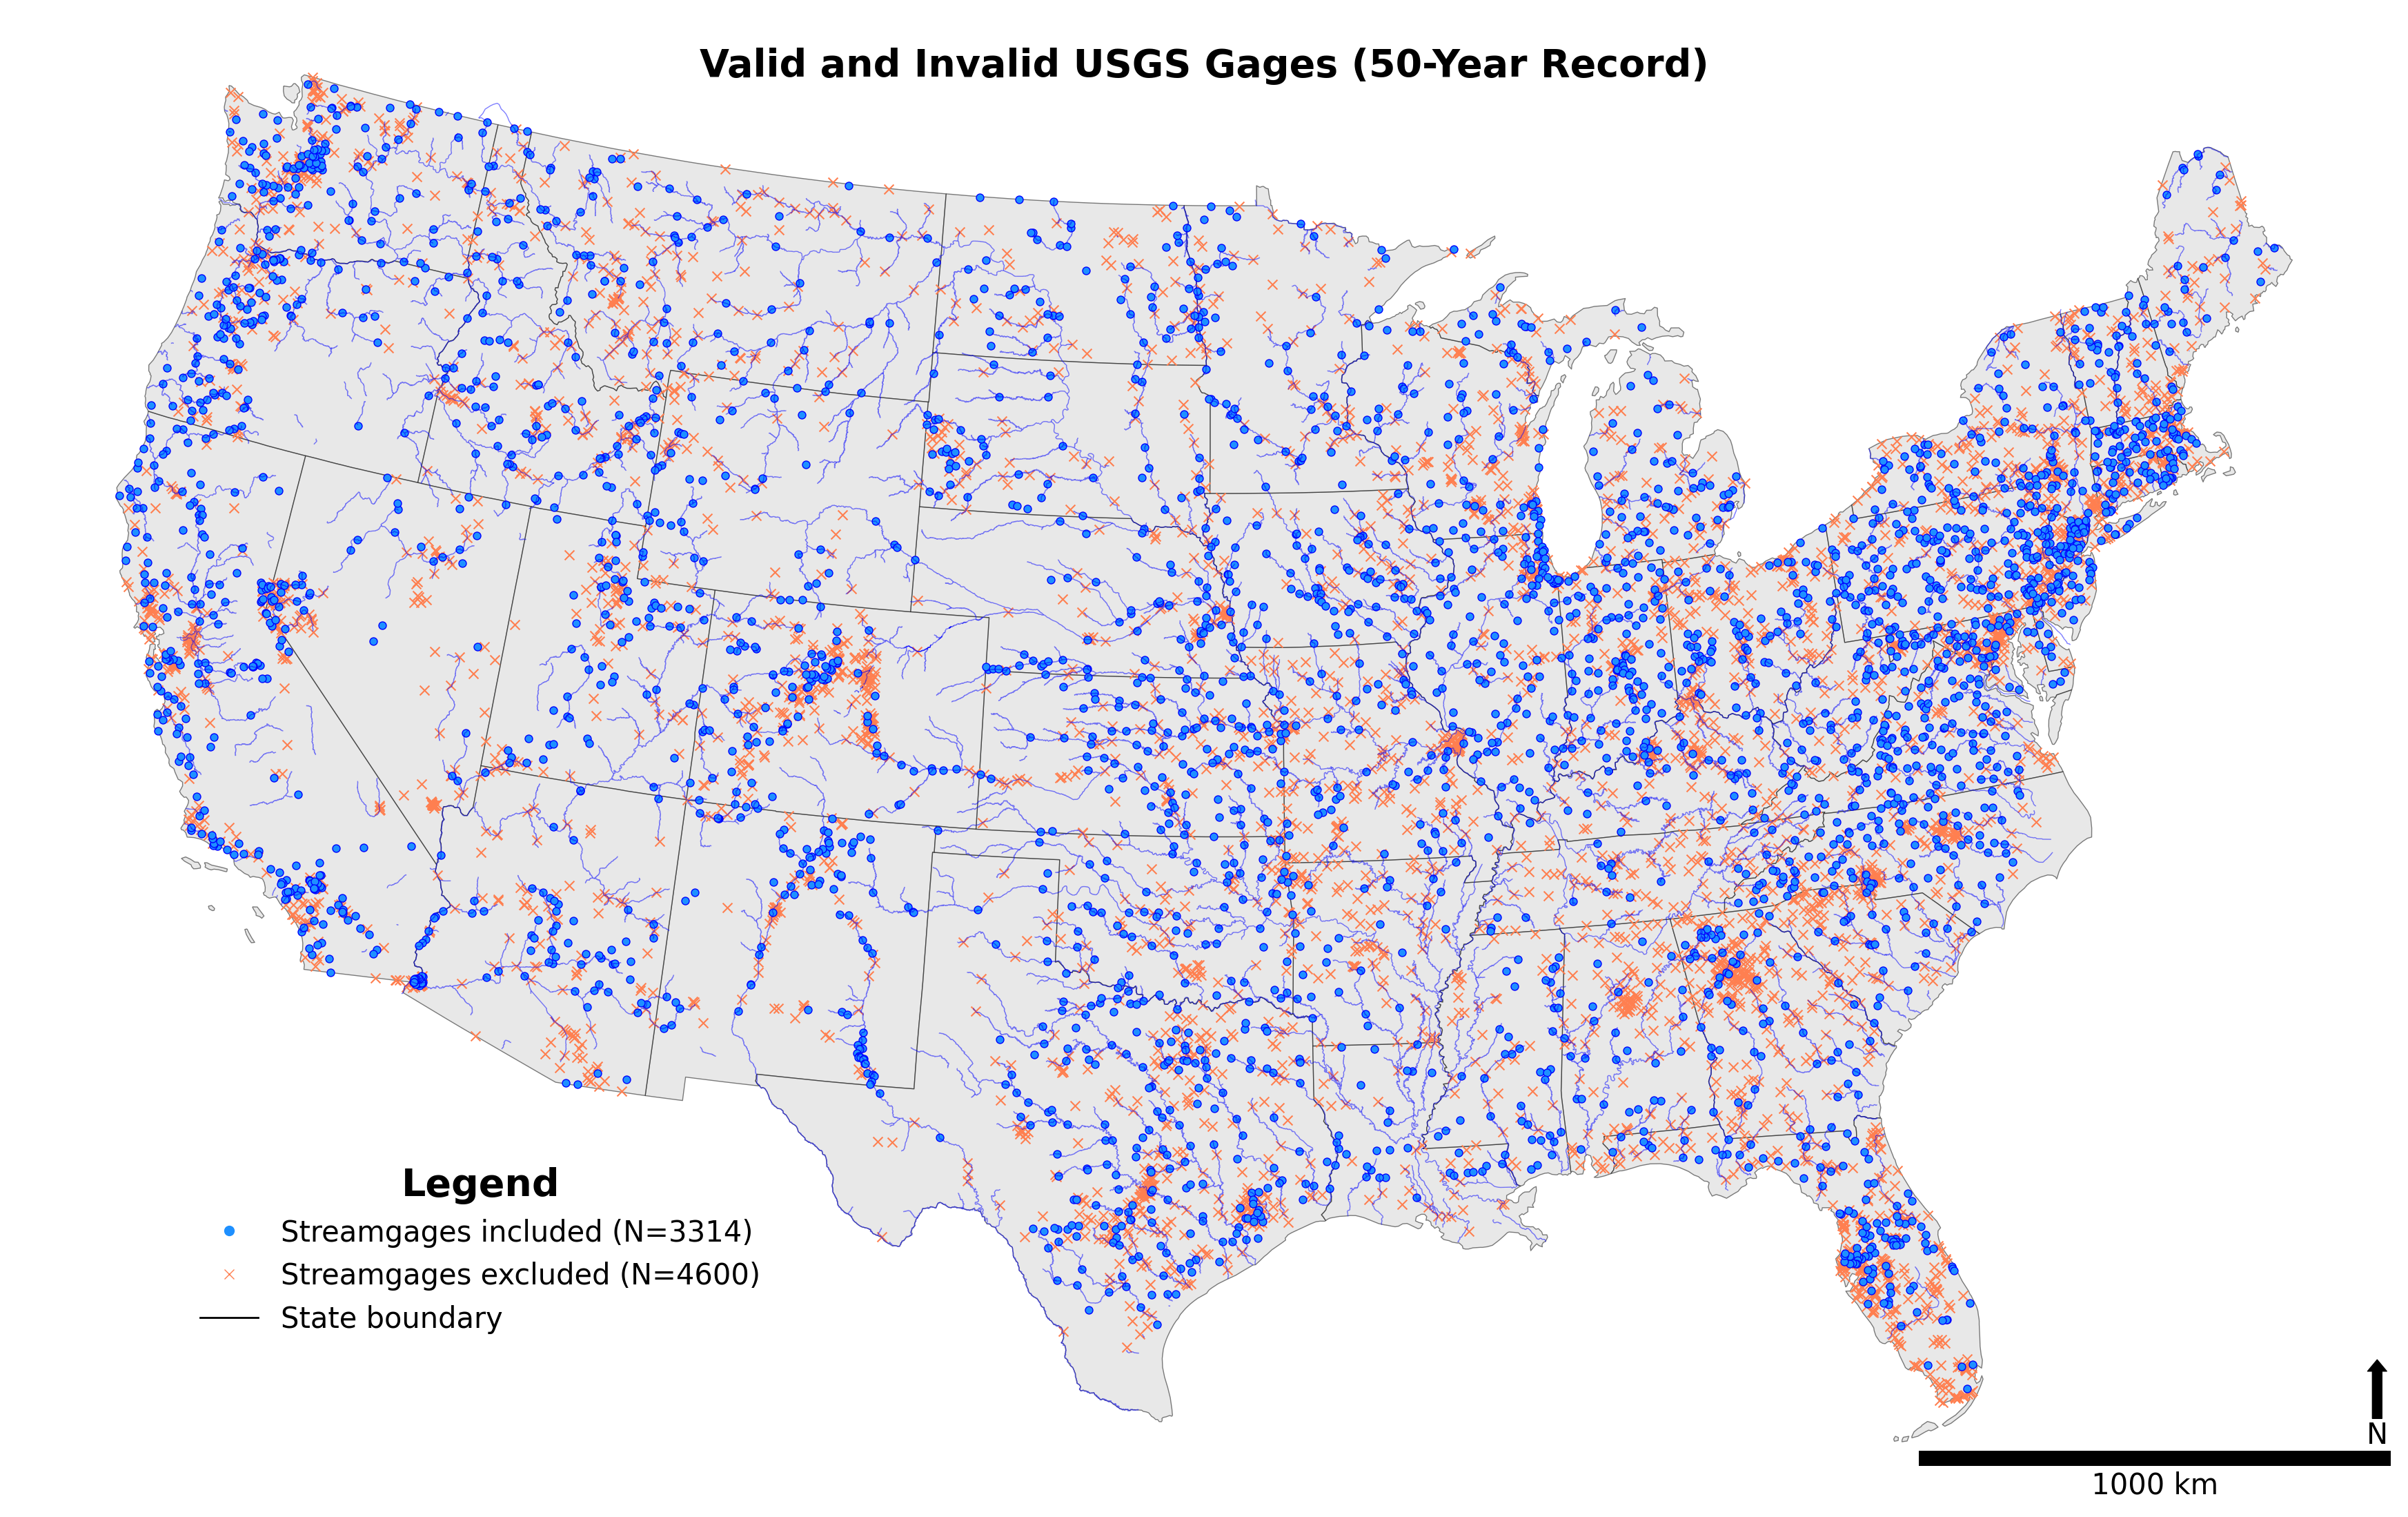 Valid and Invalid USGS Gages (50-Year Record)
Legend
Streamgages included (N=3314)
Streamgages excluded (N=4600)
State boundary
N
1000 km